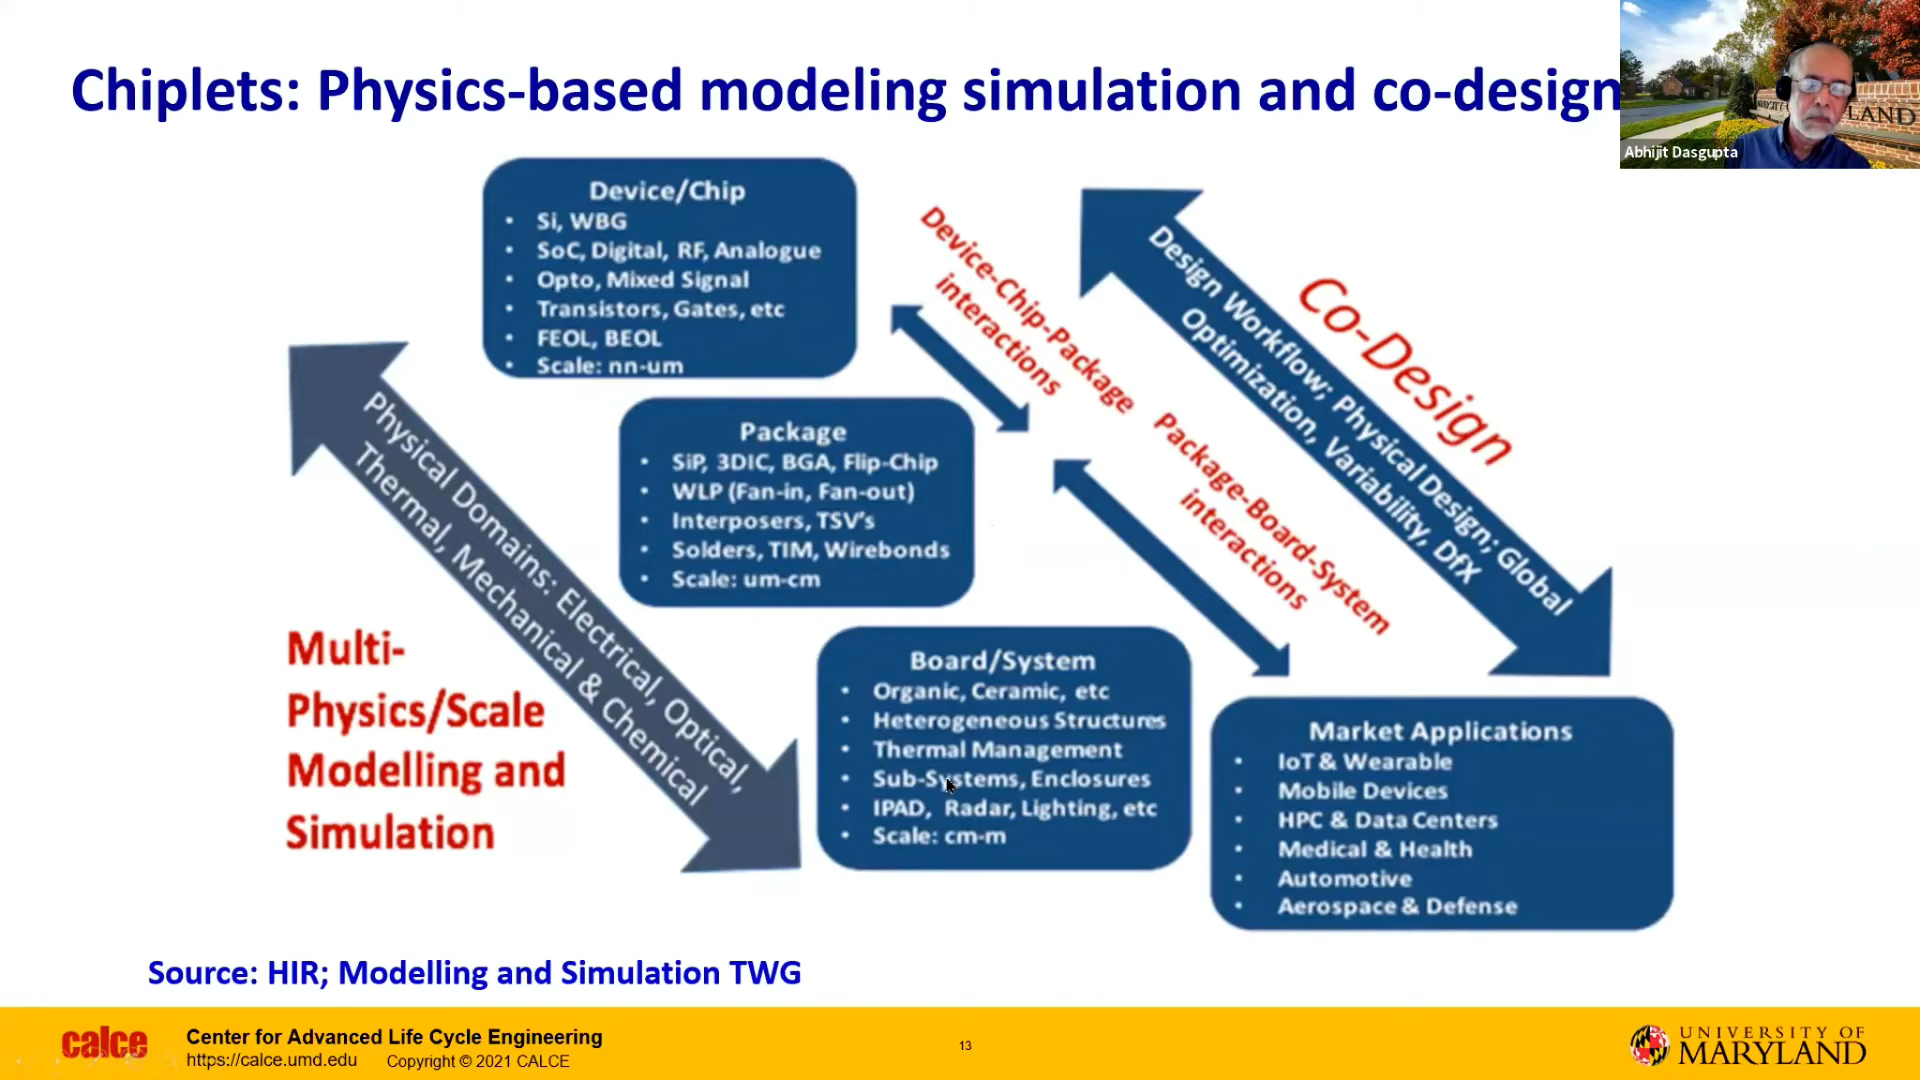 Chiplets: Physics-based modeling simulation and co-design
LAND
Abhijit Dasgupta
Device/Chip
• Si, WBG
• SoC, Digital, RF, Analogue
• Opto, Mixed Signal
• Transistors, Gates, etc
• FEOL, BEOL
• Scale: nn-um
Device-Chip-Package
interactions
Design Workflow; Physical Design; Global
Optimization, Variability, DfX
Co-Design
Physical Domains: Electrical, Optical,
Thermal, Mechanical & Chemical
Package
• SiP, 3DIC, BGA, Flip-Chip
• WLP (Fan-in, Fan-out)
• Interposers, TSV's
• Solders, TIM, Wirebonds
• Scale: um-cm
Package-Board-System
interactions
Multi-
Physics/Scale
Modelling and
Simulation
Board/System
• Organic, Ceramic, etc
• Heterogeneous Structures
• Thermal Management
• Sub-Systems, Enclosures
• IPAD, Radar, Lighting, etc
• Scale: cm-m
Market Applications
• IoT & Wearable
• Mobile Devices
• HPC & Data Centers
• Medical & Health
• Automotive
• Aerospace & Defense
Source: HIR; Modelling and Simulation TWG
calce
Center for Advanced Life Cycle Engineering
https://calce.umd.edu Copyright © 2021 CALCE
13
UNIVERSITY OF
MARYLAND